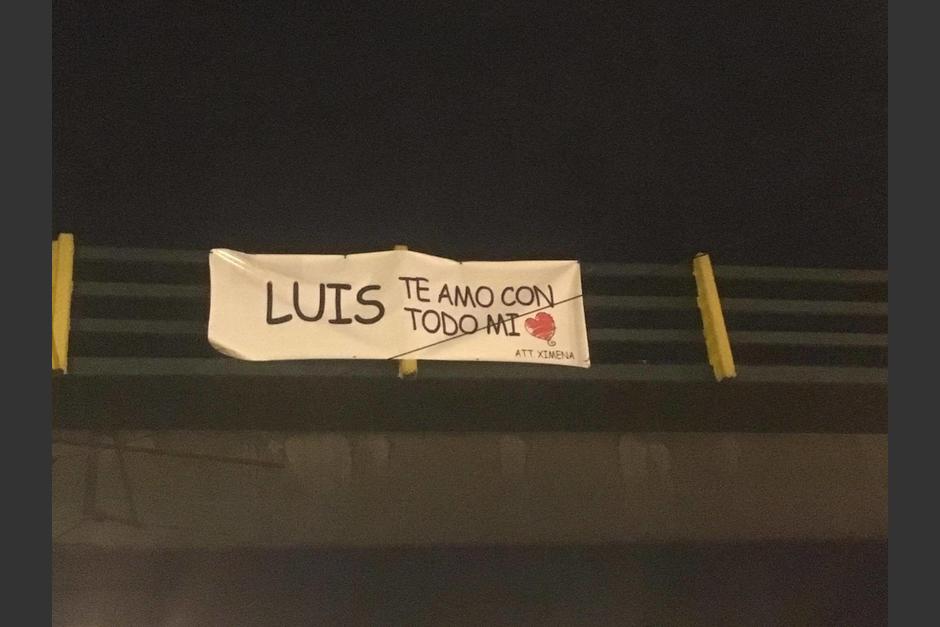 LUIS
TE AMO CON
TODO MI
ATT XIMENA